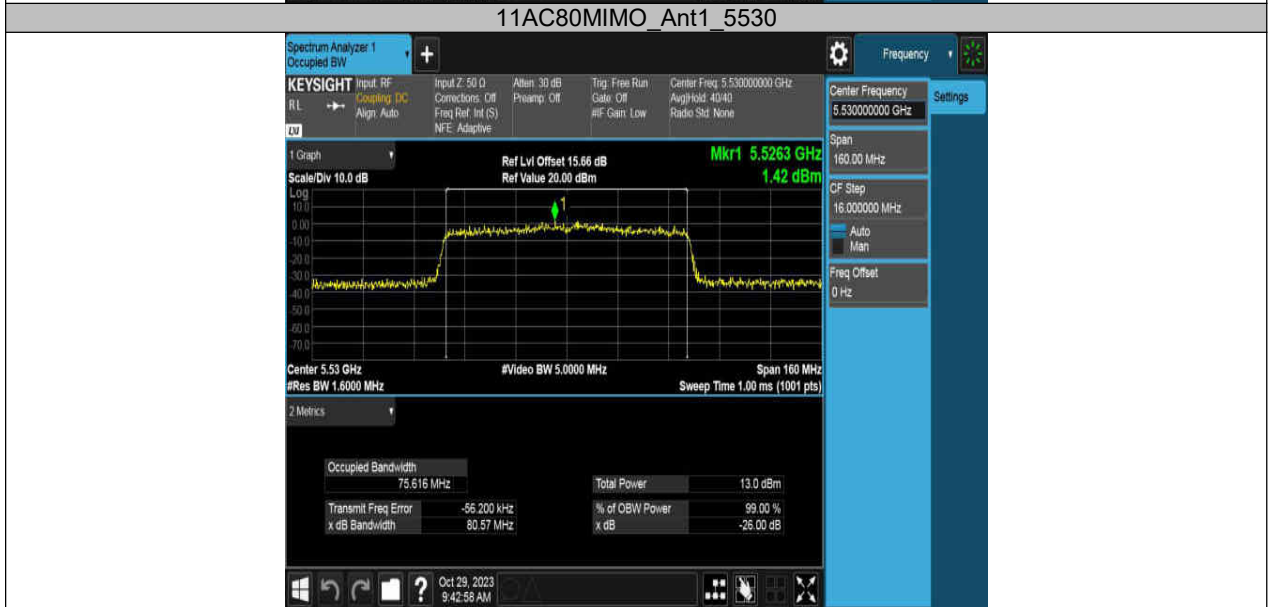 11AC80MIMO_Ant1_5530
Spectrum Analyzer 1
Occupied BW
+
Frequency
KEYSIGHT
RL
LXI
Input: RF
Coupling: DC
Align: Auto
Input Z: 50 Ω
Corrections: Off
Freq Ref: Int (S)
NFE: Adaptive
Atten: 30 dB
Preamp: Off
Trig: Free Run
Gate: Off
#IF Gain: Low
Center Freq: 5.530000000 GHz
Avg|Hold: 40/40
Radio Std: None
Center Frequency
5.530000000 GHz
Settings
Span
160.00 MHz
CF Step
16.000000 MHz
Auto
Man
Freq Offset
0 Hz
1 Graph
Scale/Div 10.0 dB
Ref Lvl Offset 15.66 dB
Ref Value 20.00 dBm
Mkr1 5.5263 GHz
1.42 dBm
Log
10.0
0.00
-10.0
-20.0
-30.0
-40.0
-50.0
-60.0
-70.0
1
Center 5.53 GHz
#Res BW 1.6000 MHz
#Video BW 5.0000 MHz
Span 160 MHz
Sweep Time 1.00 ms (1001 pts)
2 Metrics
Occupied Bandwidth
75.616 MHz
Total Power 13.0 dBm
Transmit Freq Error -56.200 kHz
% of OBW Power 99.00 %
x dB Bandwidth 80.57 MHz
x dB -26.00 dB
?
Oct 29, 2023
9:42:58 AM